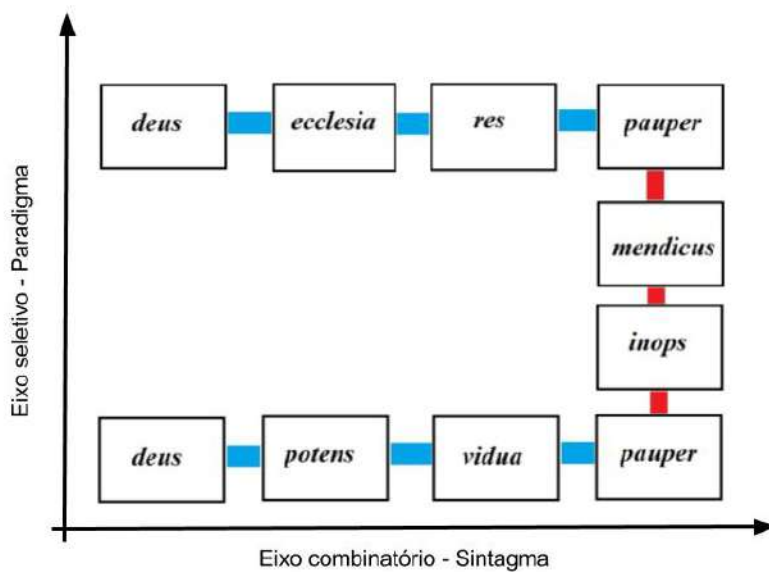 Eixo seletivo - Paradigma
deus ecclesia res pauper
mendicus
inops
deus potens vidua pauper
Eixo combinatório - Sintagma